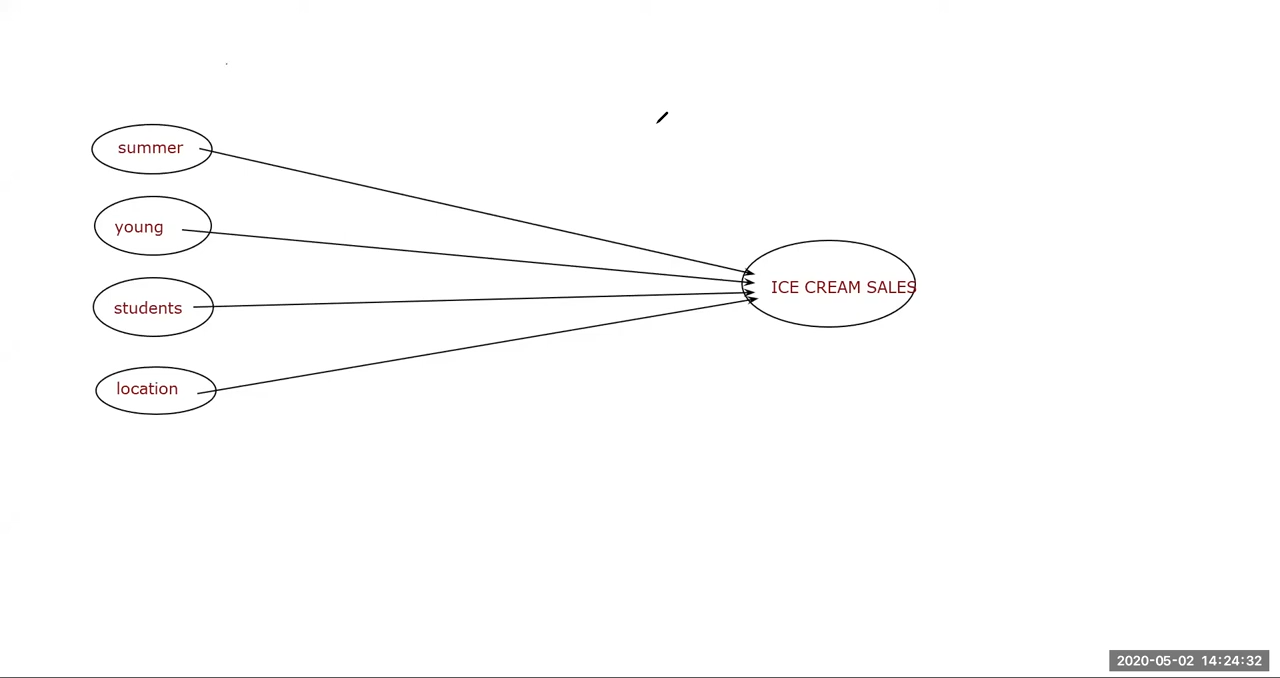 summer
young
students
location
ICE CREAM SALES
2020-05-02 14:24:32